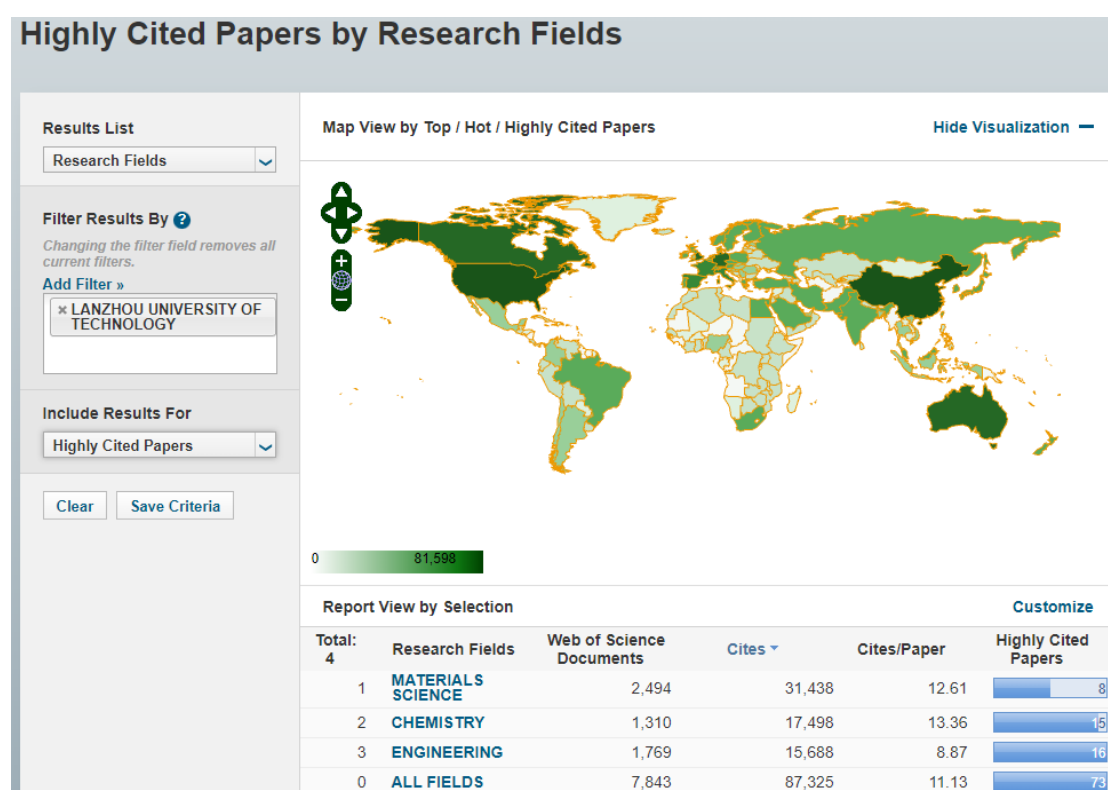 Highly Cited Papers by Research Fields
Results List
Research Fields
Filter Results By ?
Changing the filter field removes all
current filters.
Add Filter »
× LANZHOU UNIVERSITY OF
TECHNOLOGY
Include Results For
Highly Cited Papers
Clear Save Criteria
Map View by Top / Hot / Highly Cited Papers Hide Visualization −
+
−
0 81,598
Report View by Selection Customize
Total:
4 Research Fields Web of Science
Documents Cites Cites/Paper Highly Cited
Papers
1 MATERIALS
SCIENCE 2,494 31,438 12.61 8
2 CHEMISTRY 1,310 17,498 13.36 15
3 ENGINEERING 1,769 15,688 8.87 16
0 ALL FIELDS 7,843 87,325 11.13 73